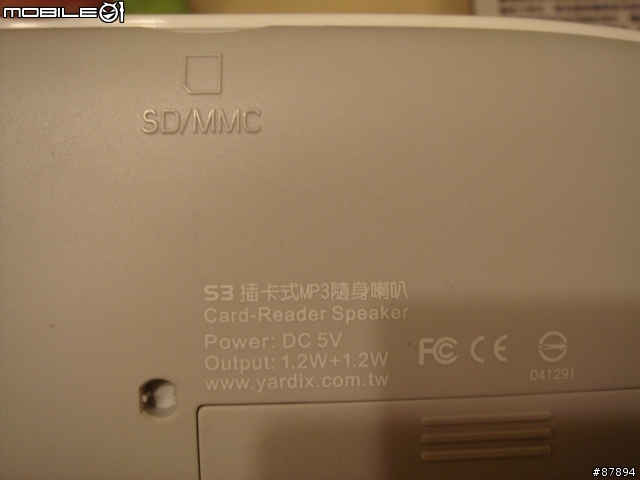 MOBILE01
SD/MMC
S3 插卡式MP3隨身喇叭
Card-Reader Speaker
Power: DC 5V
Output: 1.2W+1.2W
www.yardix.com.tw
FC CE
D41291
#87894